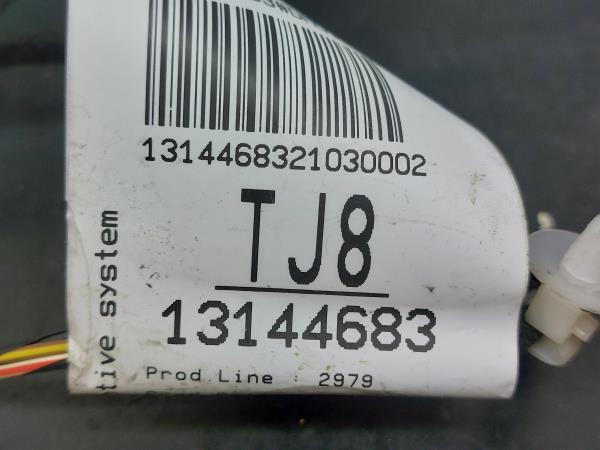 1314468321030002
TJ8
13144683
Prod.Line : 2979
tive system